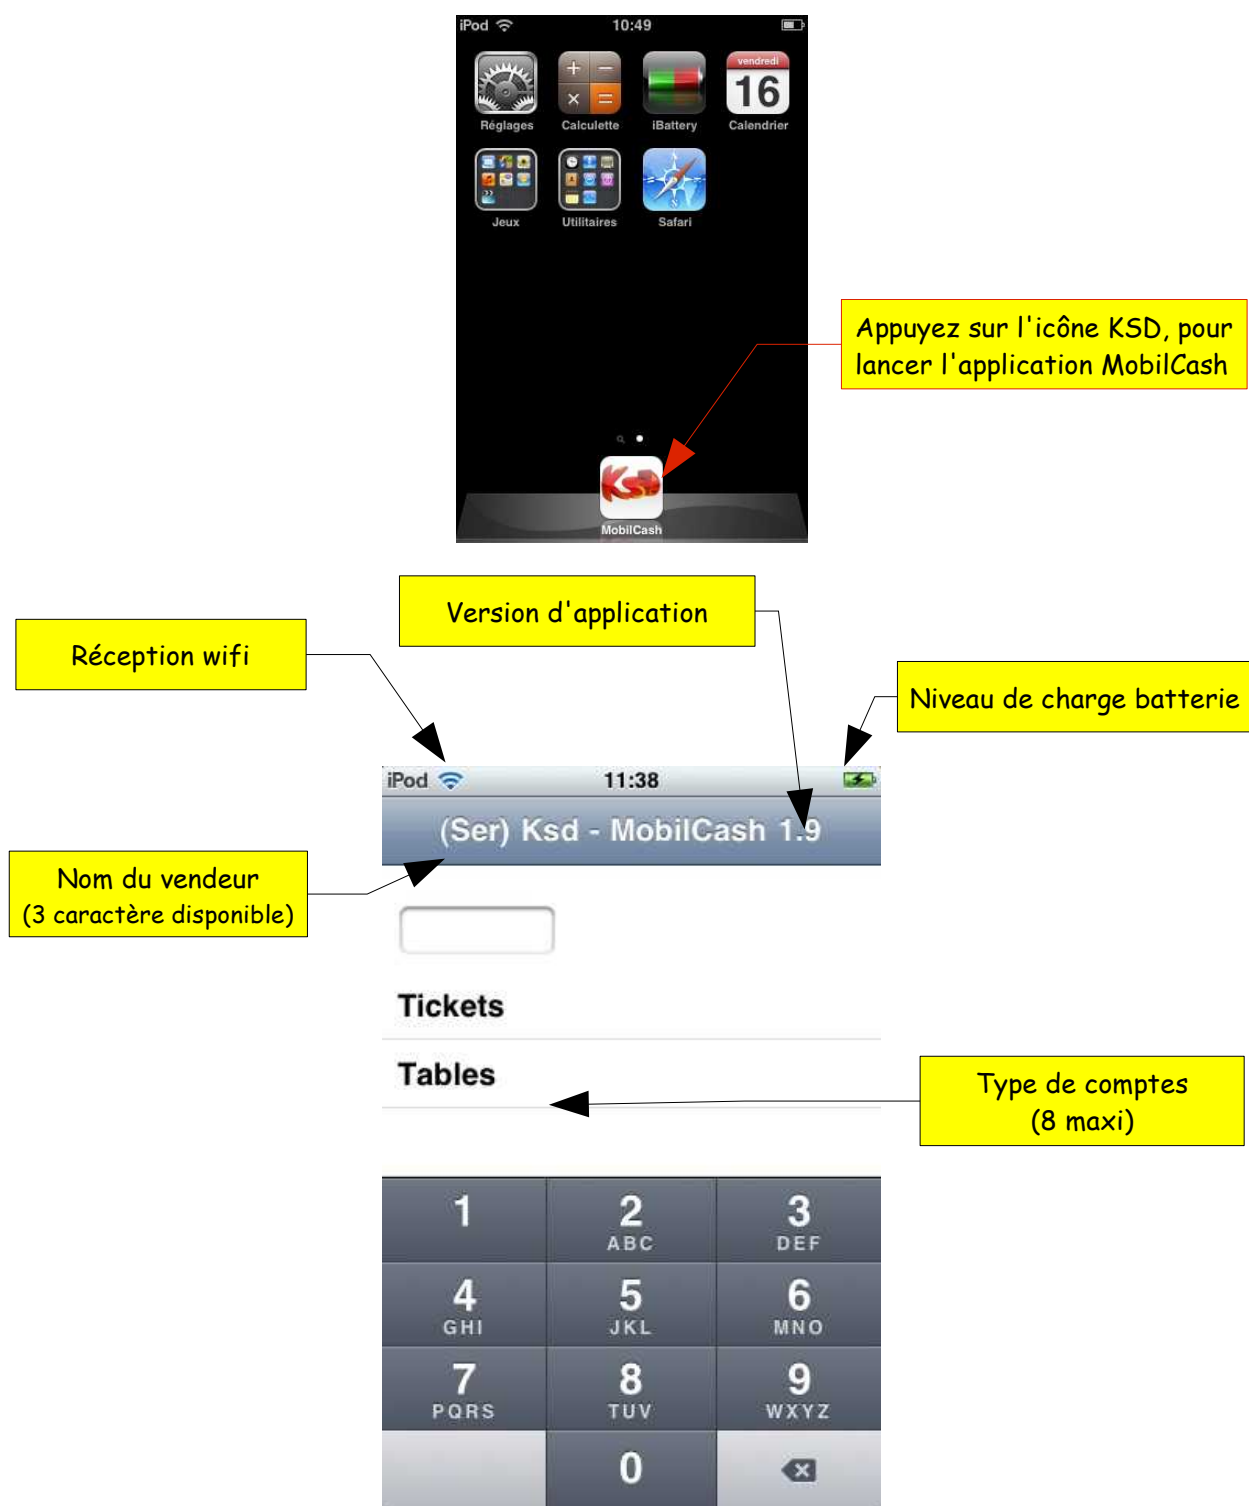 iPod 10:49
vendredi
16
Réglages Calculette iBattery Calendrier
Jeux Utilitaires Safari
Appuyez sur l'icône KSD, pour
lancer l'application MobilCash
Ksd
MobilCash
Version d'application
Réception wifi
Niveau de charge batterie
iPod 11:38
(Ser) Ksd - MobilCash 1.9
Nom du vendeur
(3 caractère disponible)
Tickets
Tables
Type de comptes
(8 maxi)
1 2 3
ABC DEF
4 5 6
GHI JKL MNO
7 8 9
PQRS TUV WXYZ
0